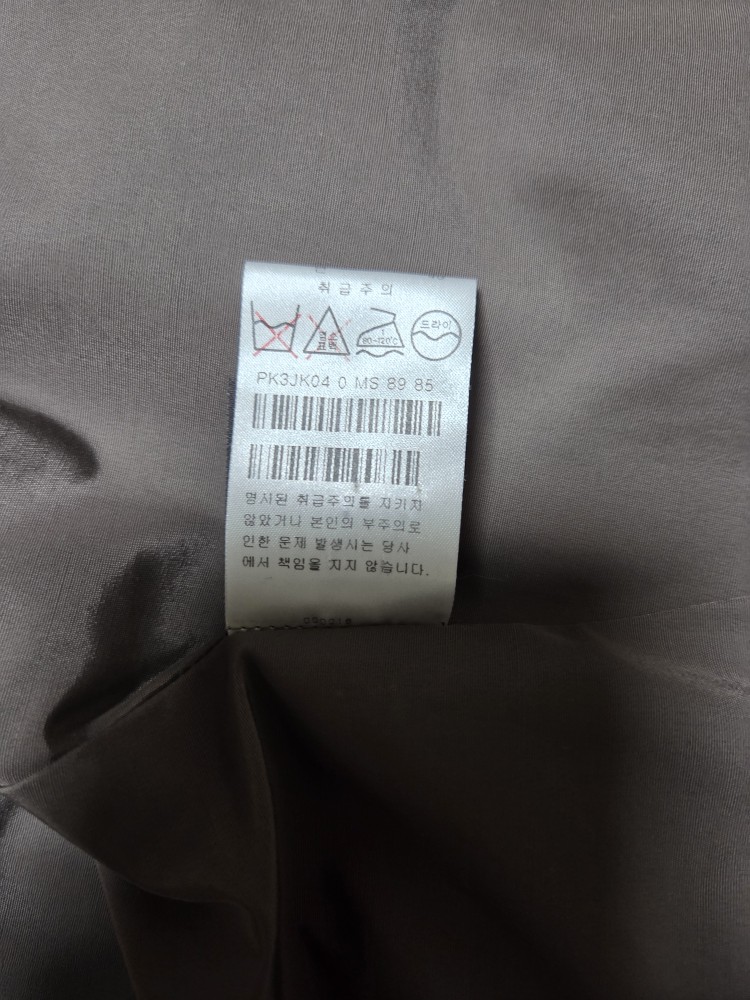 취급주의
드라이
1
80~120℃
PK3JK04 0 MS 89 85
명시된 취급주의를 지키지
않았거나 본인의 부주의로
인한 문제 발생시는 당사
에서 책임을 지지 않습니다.